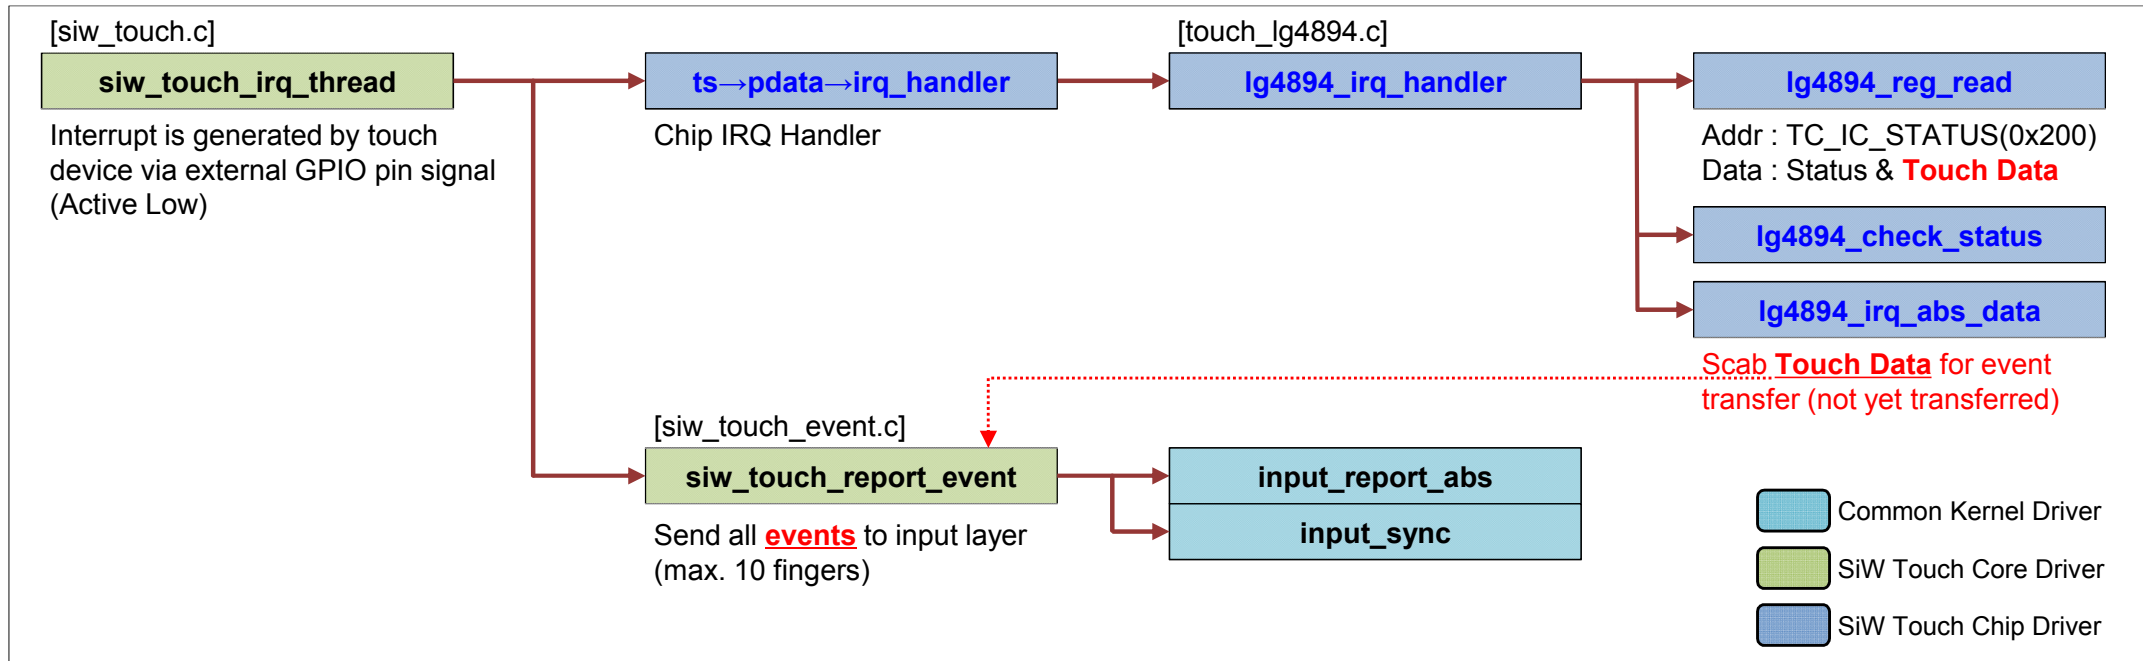 [siw_touch.c]
siw_touch_irq_thread
Interrupt is generated by touch
device via external GPIO pin signal
(Active Low)
ts→pdata→irq_handler
Chip IRQ Handler
[touch_lg4894.c]
lg4894_irq_handler
lg4894_reg_read
Addr : TC_IC_STATUS(0x200)
Data : Status & Touch Data
lg4894_check_status
lg4894_irq_abs_data
Scab Touch Data for event
transfer (not yet transferred)
[siw_touch_event.c]
siw_touch_report_event
Send all events to input layer
(max. 10 fingers)
input_report_abs
input_sync
Common Kernel Driver
SiW Touch Core Driver
SiW Touch Chip Driver